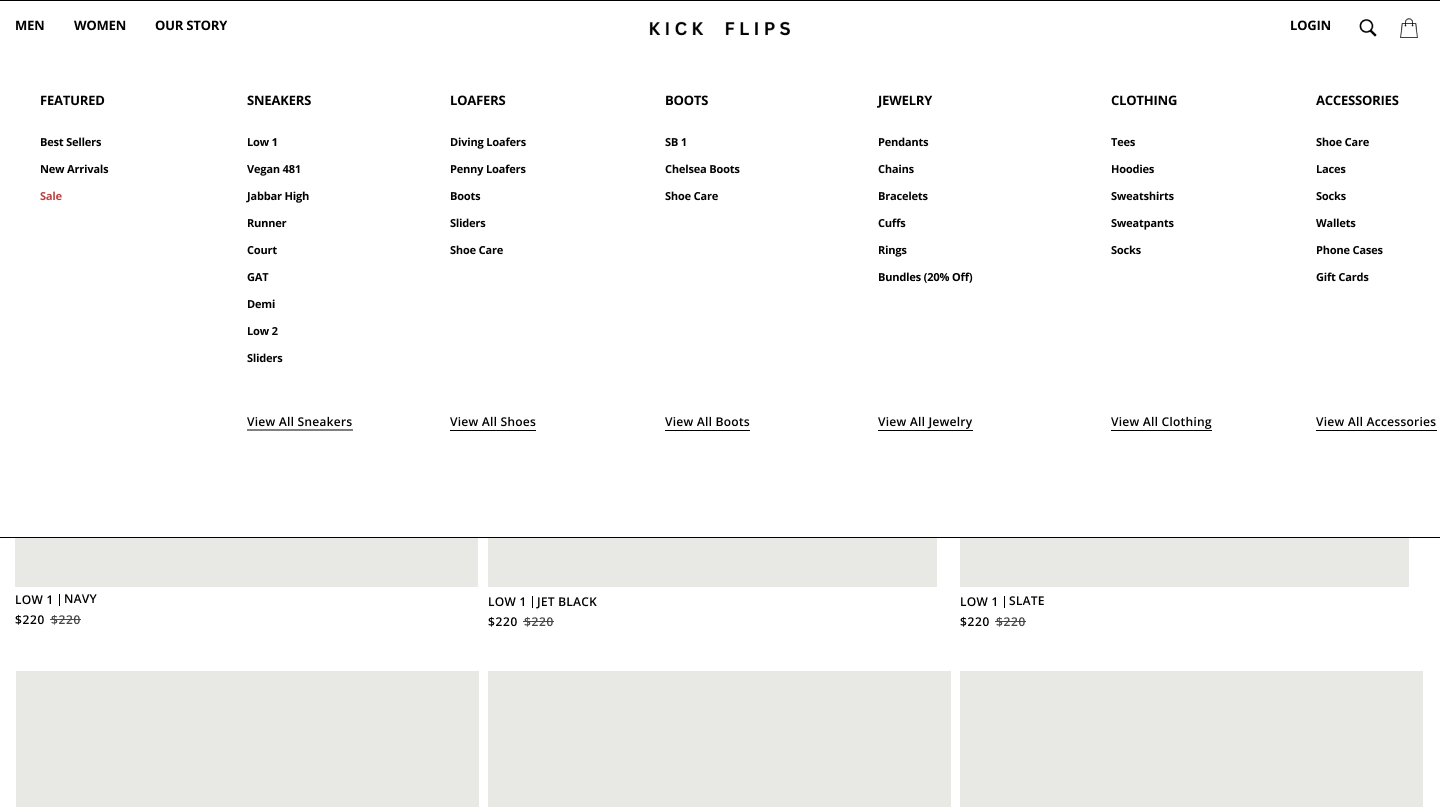 MEN WOMEN OUR STORY KICK FLIPS LOGIN
FEATURED
Best Sellers
New Arrivals
Sale
SNEAKERS
Low 1
Vegan 481
Jabbar High
Runner
Court
GAT
Demi
Low 2
Sliders
View All Sneakers
LOAFERS
Diving Loafers
Penny Loafers
Boots
Sliders
Shoe Care
View All Shoes
BOOTS
SB 1
Chelsea Boots
Shoe Care
View All Boots
JEWELRY
Pendants
Chains
Bracelets
Cuffs
Rings
Bundles (20% Off)
View All Jewelry
CLOTHING
Tees
Hoodies
Sweatshirts
Sweatpants
Socks
View All Clothing
ACCESSORIES
Shoe Care
Laces
Socks
Wallets
Phone Cases
Gift Cards
View All Accessories
LOW 1 | NAVY
$220 $220
LOW 1 | JET BLACK
$220 $220
LOW 1 | SLATE
$220 $220